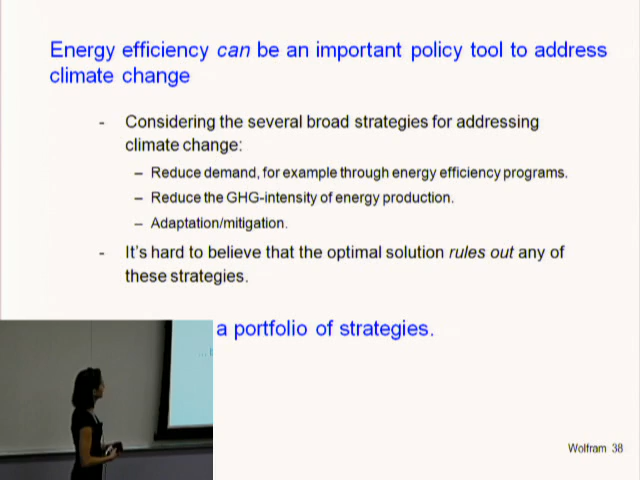 Energy efficiency can be an important policy tool to address
climate change
- Considering the several broad strategies for addressing
climate change:
– Reduce demand, for example through energy efficiency programs.
– Reduce the GHG-intensity of energy production.
– Adaptation/mitigation.
- It's hard to believe that the optimal solution rules out any of
these strategies.
a portfolio of strategies.
Wolfram 38